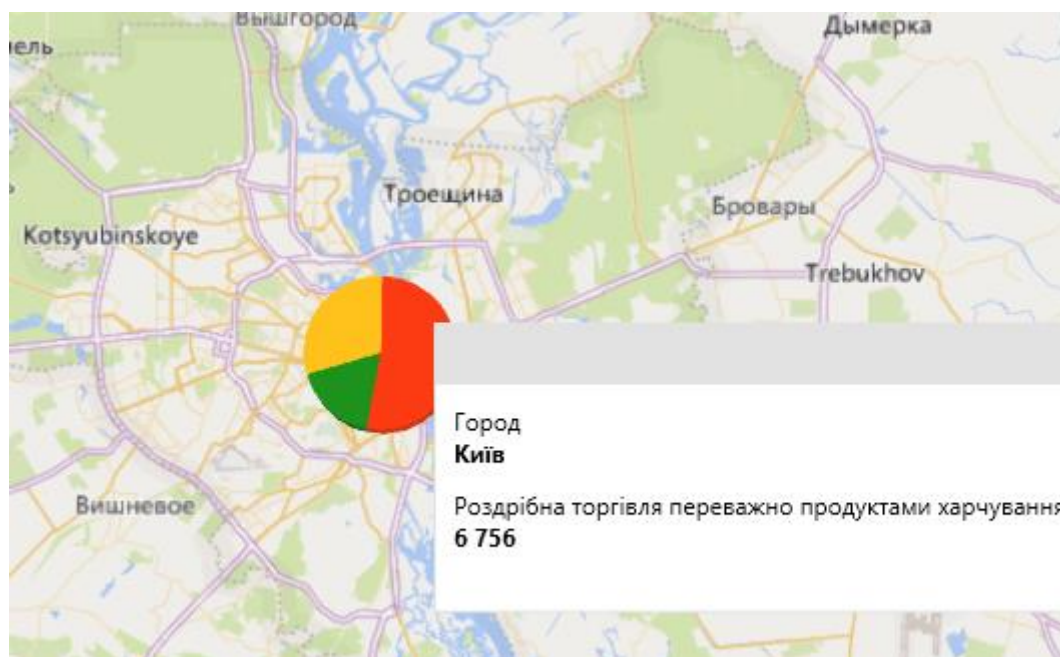 Вышгород
Дымерка
ель
Троещина
Бровары
Kotsyubinskoye
Trebukhov
Город
Київ
Роздрібна торгівля переважно продуктами харчування
6 756
Вишневое